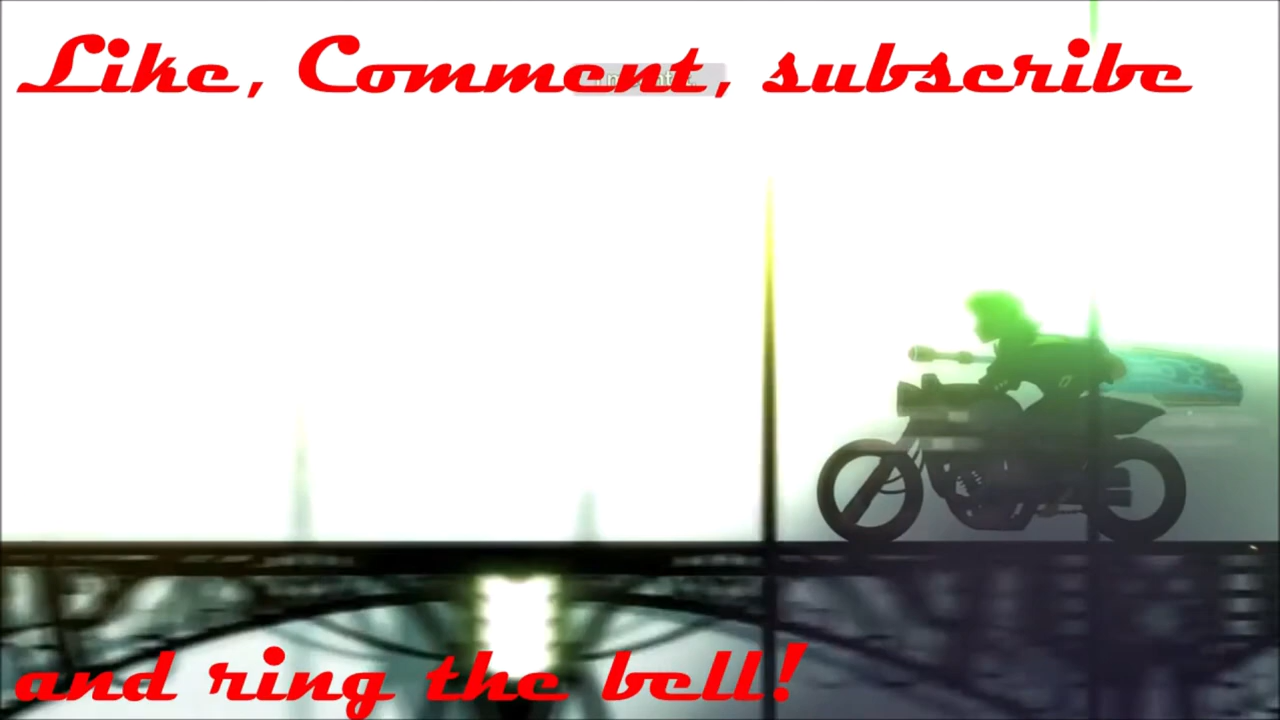 Like, Comment, subscribe
and ring the bell!